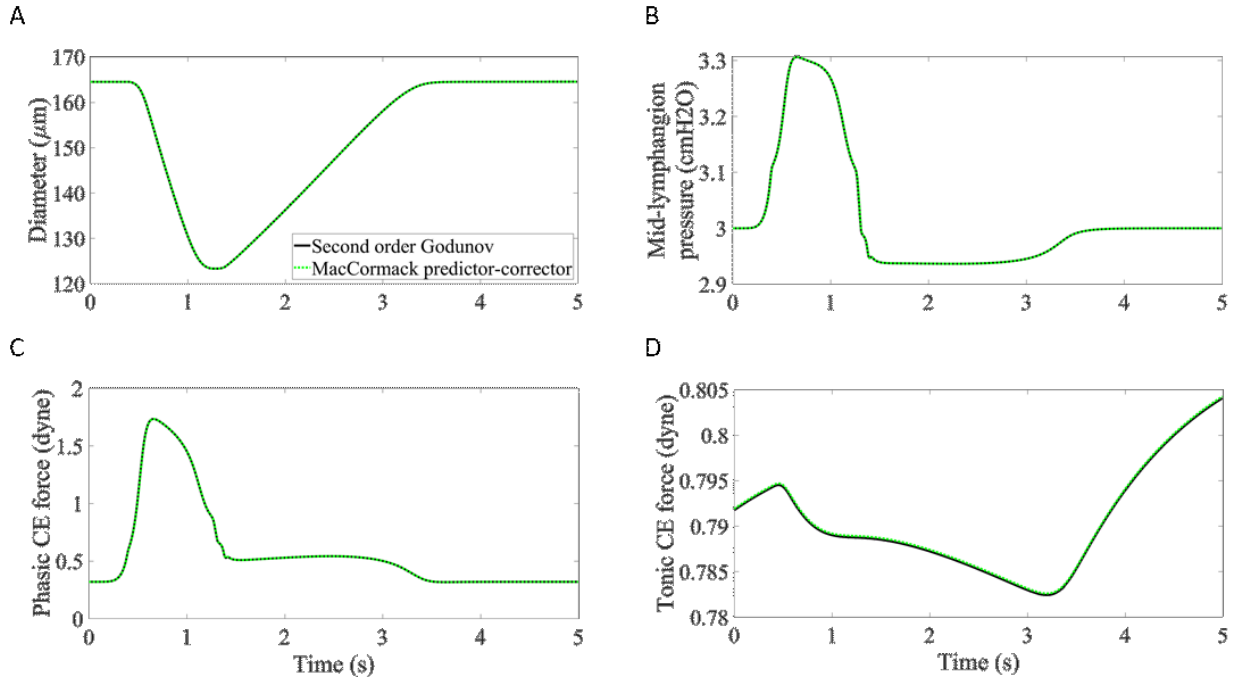 A
170
160
150
140
130
120
Diameter (μm)
Second order Godunov
MacCormack predictor-corrector
0 1 2 3 4 5
B
3.3
3.2
3.1
3
2.9
Mid-lymphangion
pressure (cmH2O)
0 1 2 3 4 5
C
2
1.5
1
0.5
0
Phasic CE force (dyne)
0 1 2 3 4 5
Time (s)
D
0.805
0.8
0.795
0.79
0.785
0.78
Tonic CE force (dyne)
0 1 2 3 4 5
Time (s)